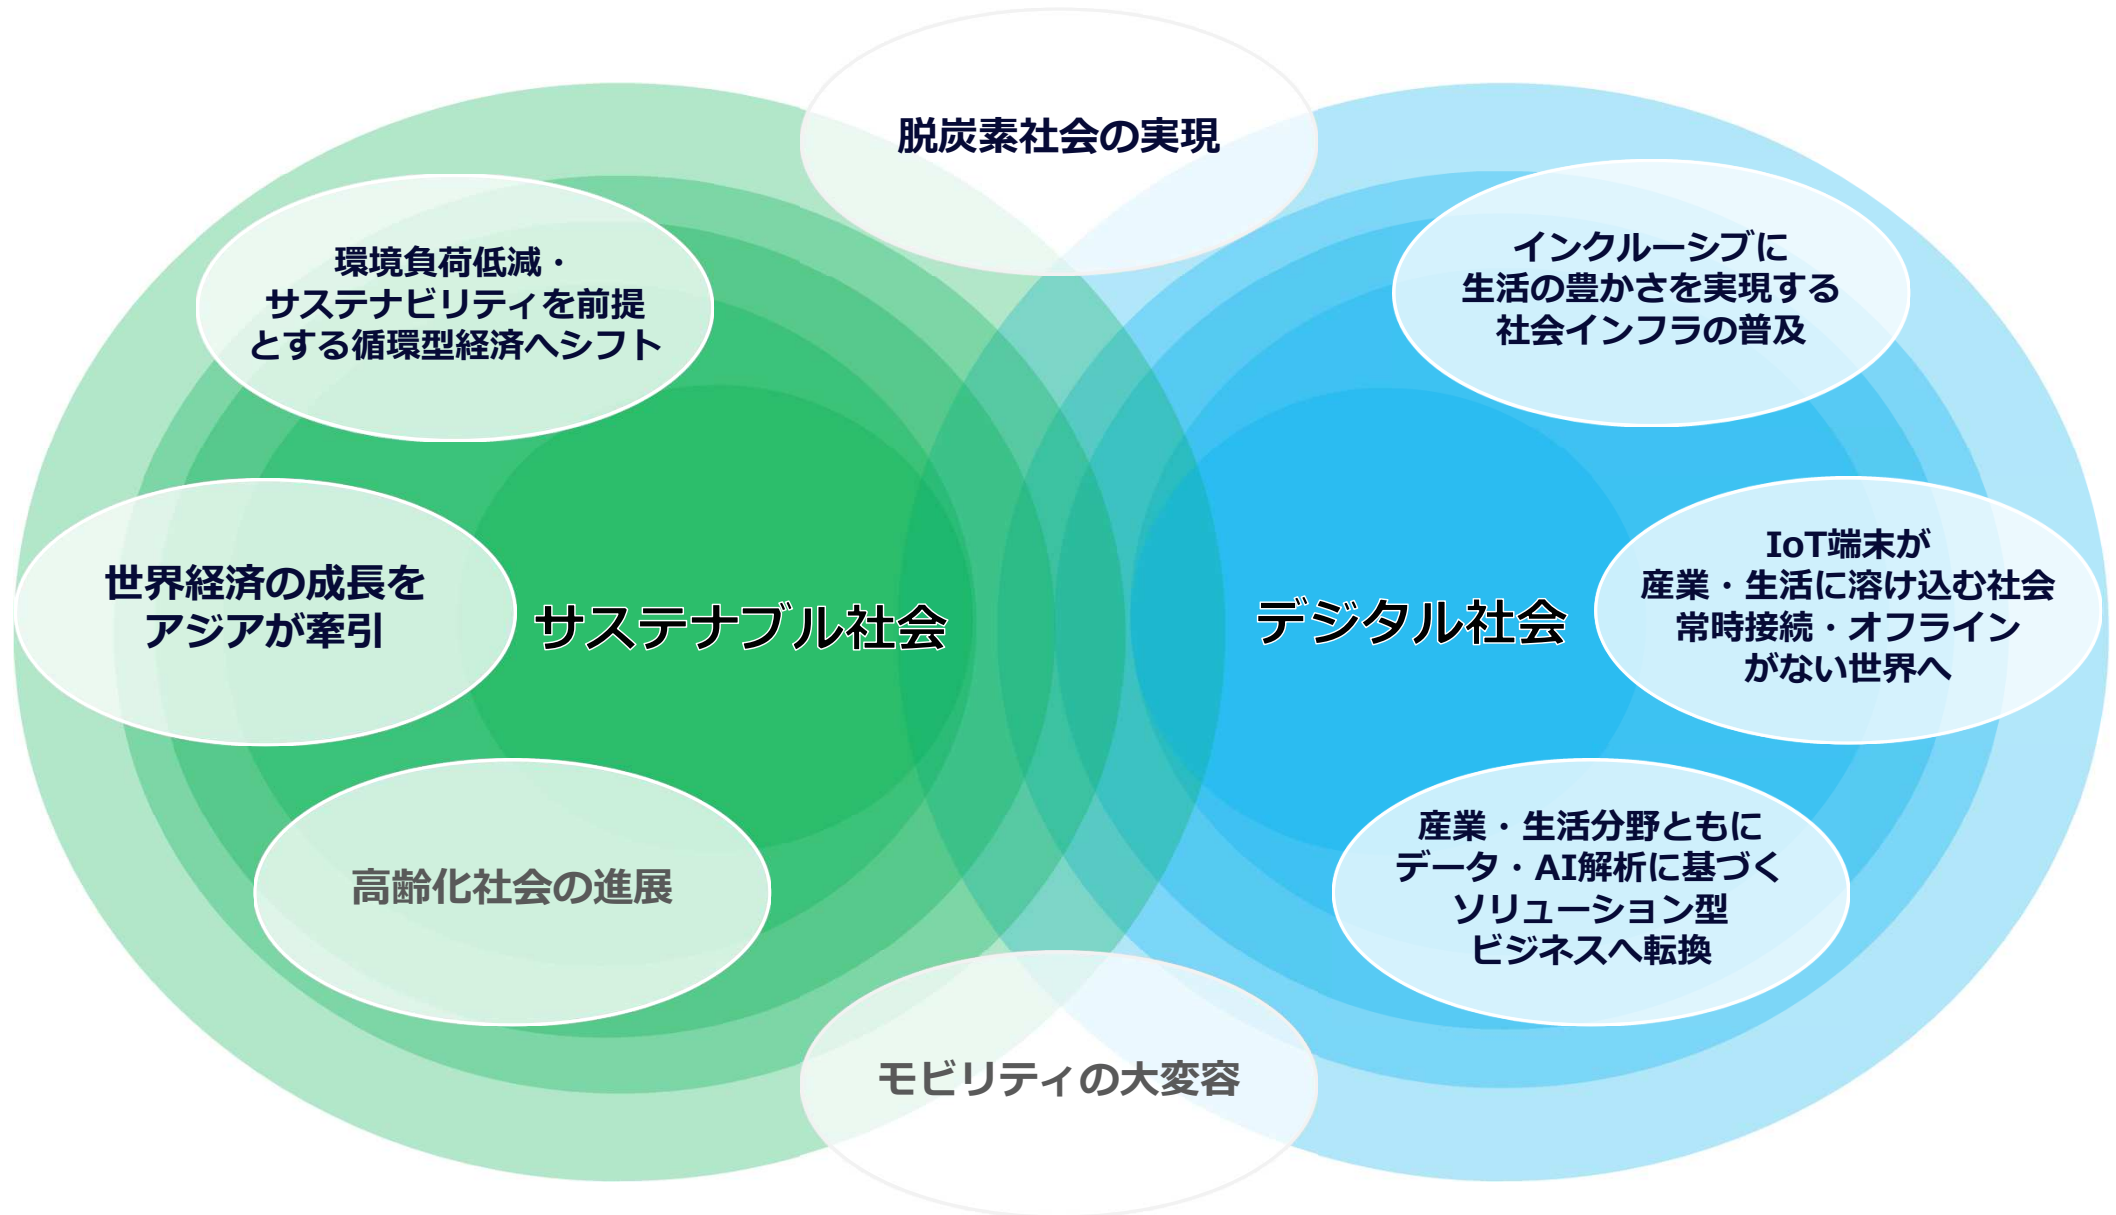 脱炭素社会の実現
環境負荷低減・
サステナビリティを前提
とする循環型経済へシフト
インクルーシブに
生活の豊かさを実現する
社会インフラの普及
世界経済の成長を
アジアが牽引
サステナブル社会
デジタル社会
IoT端末が
産業・生活に溶け込む社会
常時接続・オフライン
がない世界へ
高齢化社会の進展
産業・生活分野ともに
データ・AI解析に基づく
ソリューション型
ビジネスへ転換
モビリティの大変容